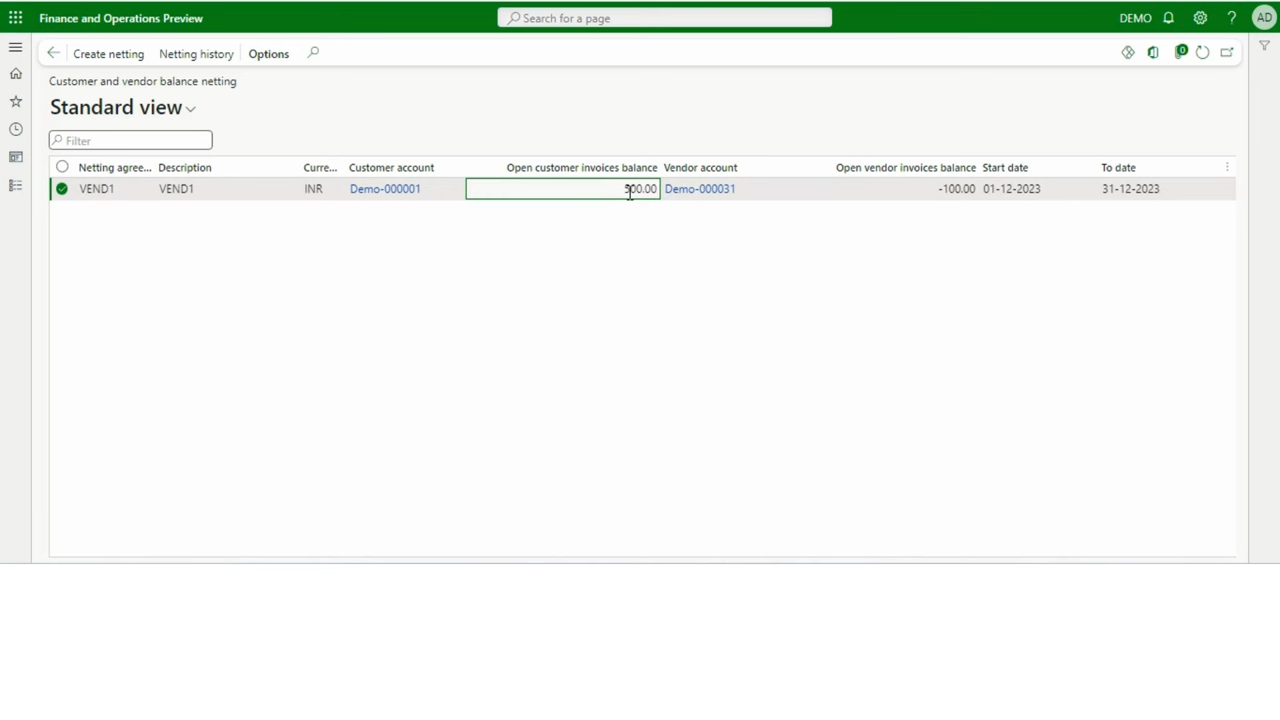 Finance and Operations Preview
Search for a page
DEMO
AD
Create netting
Netting history
Options
0
Customer and vendor balance netting
Standard view
Filter
Netting agree... Description Curre... Customer account Open customer invoices balance Vendor account Open vendor invoices balance Start date To date
VEND1 VEND1 INR Demo-000001 500.00 Demo-000031 -100.00 01-12-2023 31-12-2023